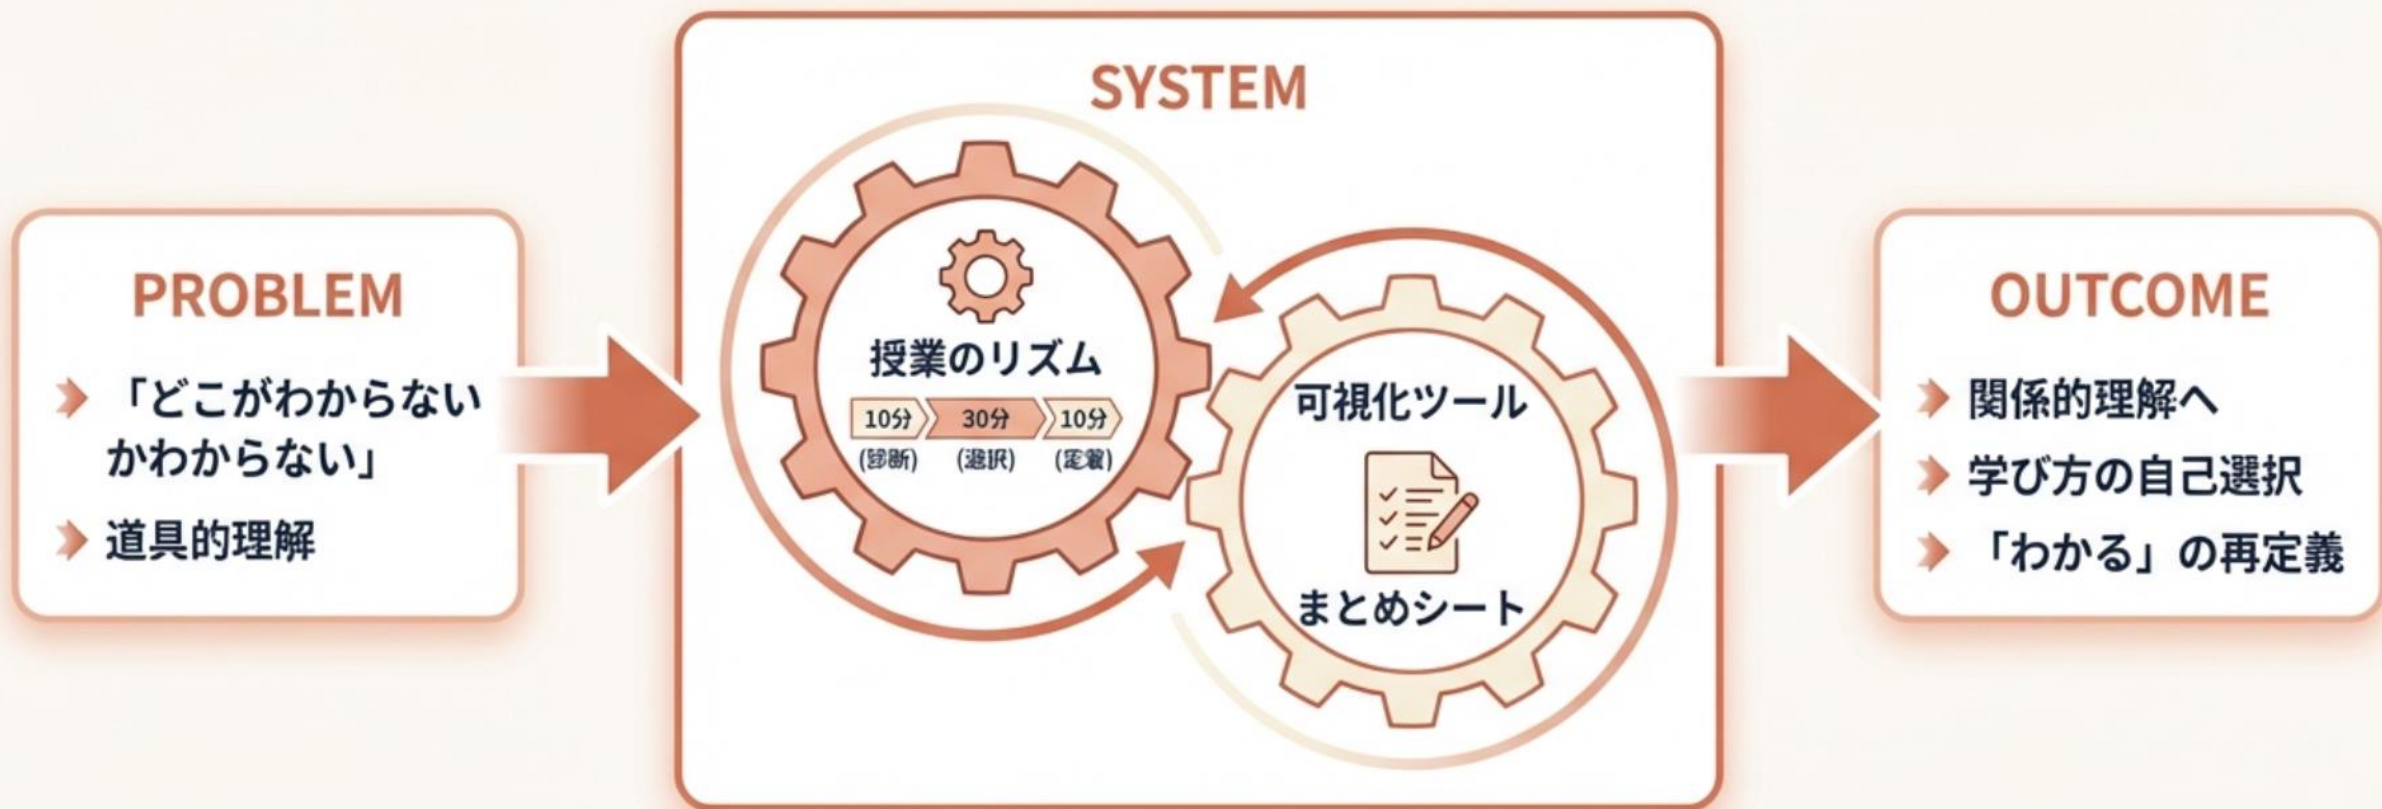 PROBLEM
「どこがわからない
かわからない」
道具的理解
SYSTEM
授業のリズム
10分 30分 10分
可視化ツール
まとめシート
OUTCOME
関係的理解へ
学び方の自己選択
「わかる」の再定義